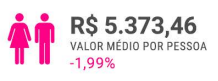 R$ 5.373,46
VALOR MÉDIO POR PESSOA
-1,99%